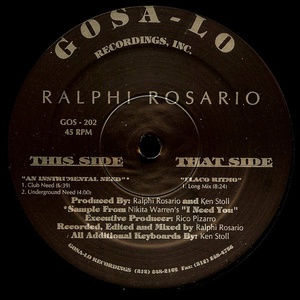 GOSA-LO
RECORDINGS, INC.
RALPHI ROSARIO
GOS - 202
45 RPM
THIS SIDE
"AN INSTRUMENTAL NEED"*
1. Club Need (6:39)
2. Underground Need (4:00)
THAT SIDE
"FLACO RITMO"
1. Long Mix (8:24)
Produced By: Ralphi Rosario and Ken Stoll
*Sample From Nikita Warren's "I Need You"
Executive Producer: Rico Pizarro
Recorded, Edited and Mixed by Ralphi Rosario
All Additional Keyboards By: Ken Stoll
GOSA-LO RECORDINGS
Fax